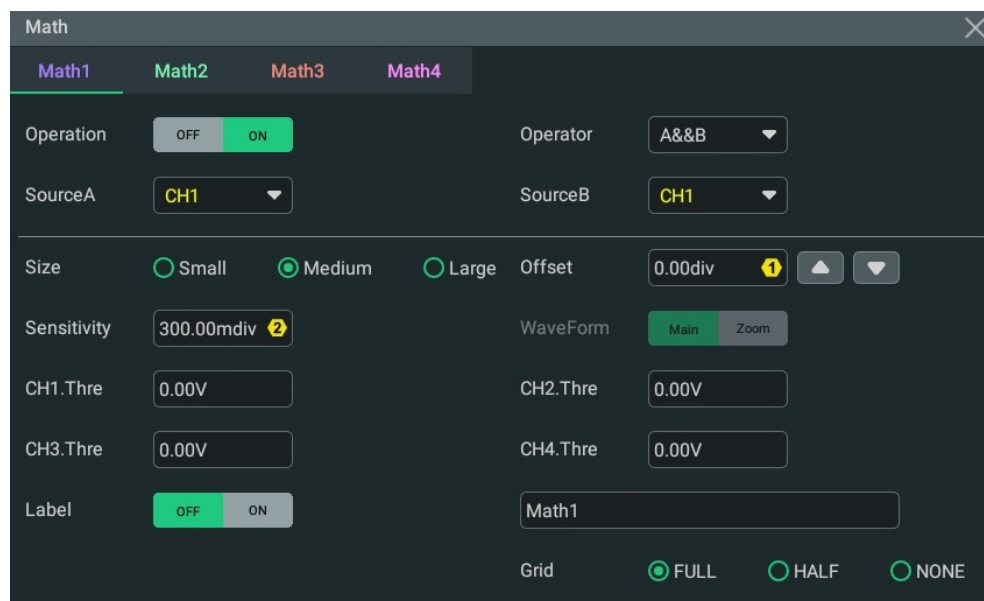 Math
Math1 Math2 Math3 Math4
Operation OFF ON Operator A&&B
SourceA CH1 SourceB CH1
Size Small Medium Large Offset 0.00div 1
Sensitivity 300.00mdiv 2 WaveForm Main Zoom
CH1.Thre 0.00V CH2.Thre 0.00V
CH3.Thre 0.00V CH4.Thre 0.00V
Label OFF ON Math1
Grid FULL HALF NONE